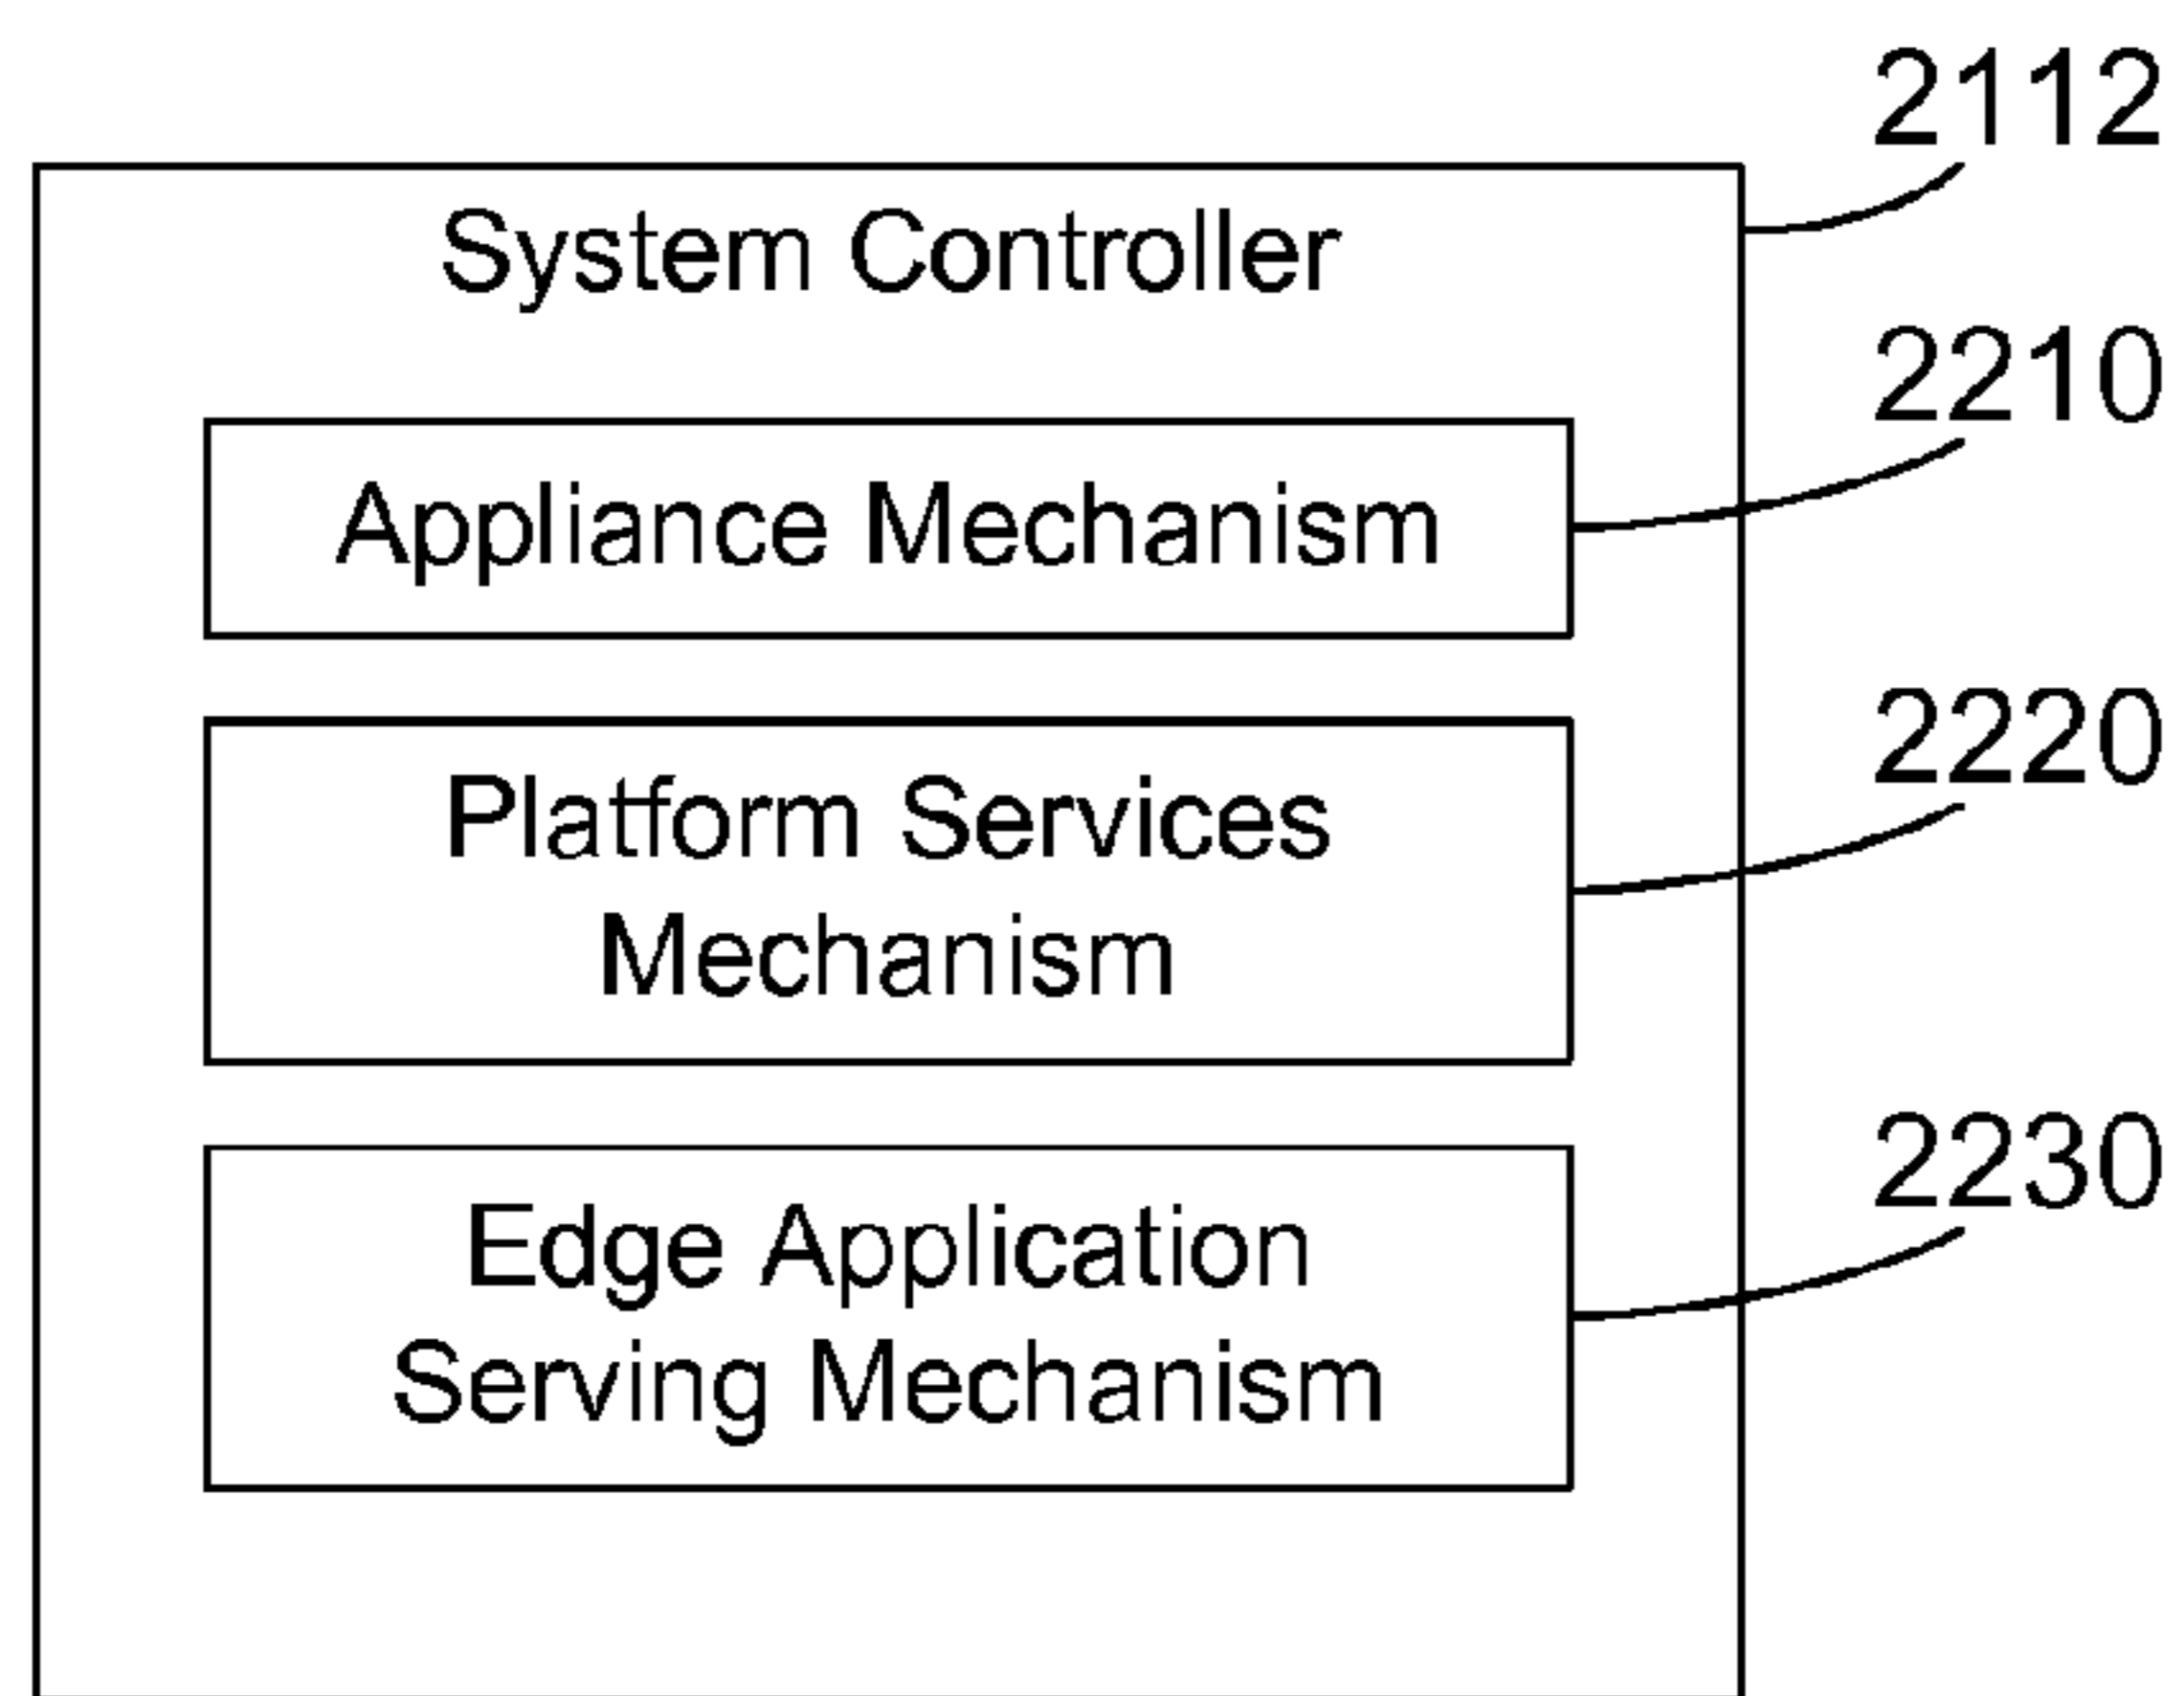 2112
System Controller
2210
Appliance Mechanism
2220
Platform Services
Mechanism
2230
Edge Application
Serving Mechanism